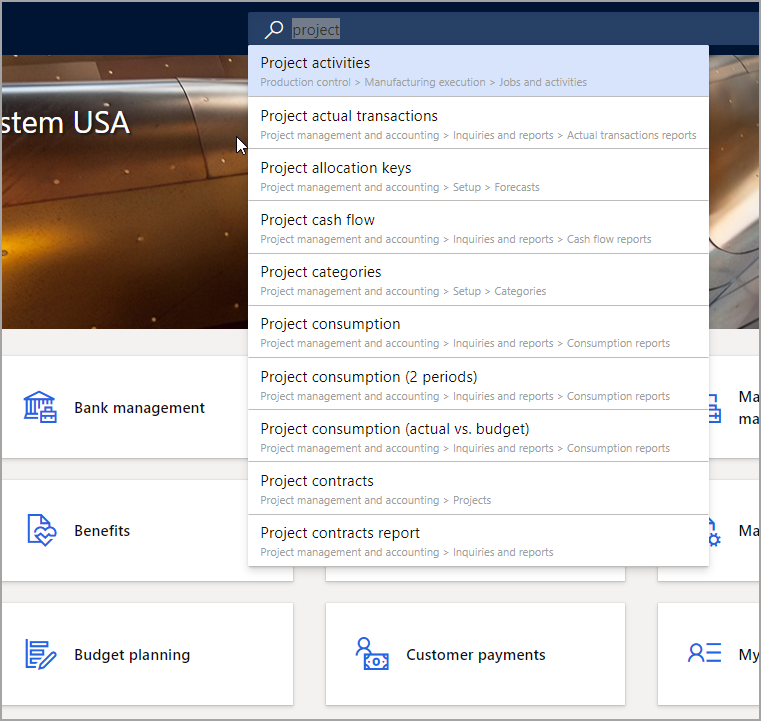 project
stem USA
Project activities
Production control > Manufacturing execution > Jobs and activities
Project actual transactions
Project management and accounting > Inquiries and reports > Actual transactions reports
Project allocation keys
Project management and accounting > Setup > Forecasts
Project cash flow
Project management and accounting > Inquiries and reports > Cash flow reports
Project categories
Project management and accounting > Setup > Categories
Project consumption
Project management and accounting > Inquiries and reports > Consumption reports
Project consumption (2 periods)
Project management and accounting > Inquiries and reports > Consumption reports
Project consumption (actual vs. budget)
Project management and accounting > Inquiries and reports > Consumption reports
Project contracts
Project management and accounting > Projects
Project contracts report
Project management and accounting > Inquiries and reports
Bank management
Ma
ma
Benefits
Ma
Budget planning
Customer payments
My